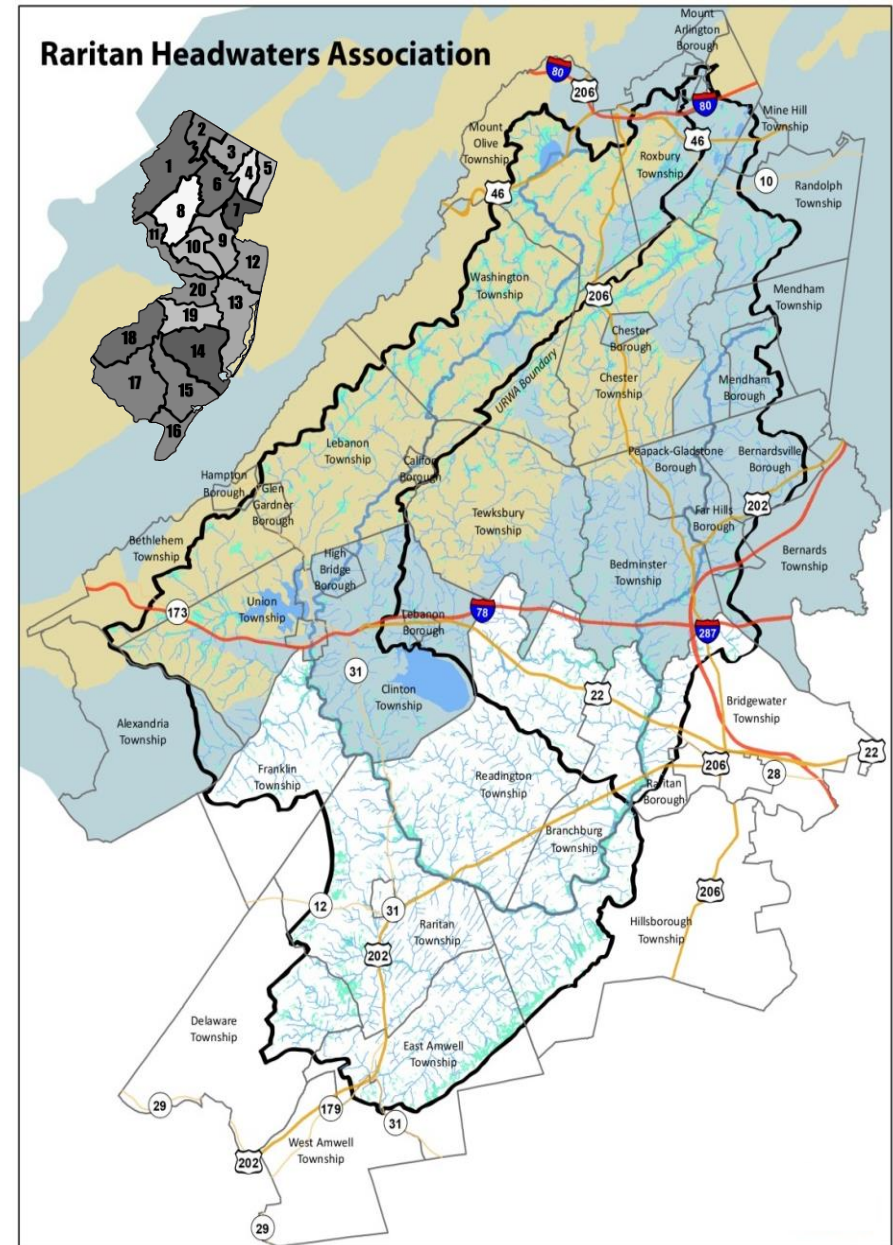 Raritan Headwaters Association
Mount
Arlington
Borough
80
206
80
Mine Hill
Township
46
Mount
Olive
Township
Roxbury
Township
10
Randolph
Township
46
1
2
3
4
5
6
7
8
9
10
11
12
13
14
15
16
17
18
19
20
Washington
Township
206
Mendham
Township
Chester
Borough
URWA Boundary
Chester
Township
Mendham
Borough
Lebanon
Township
Califon
Borough
Peapack-Gladstone
Borough
Bernardsville
Borough
Hampton
Borough
Glen
Gardner
Borough
Tewksbury
Township
Far Hills
Borough
202
Bethlehem
Township
High
Bridge
Borough
Bedminster
Township
Bernards
Township
173
Union
Township
Lebanon
Borough
78
287
31
Clinton
Township
22
Alexandria
Township
Bridgewater
Township
Franklin
Township
Readington
Township
206
22
28
Raritan
Borough
Branchburg
Township
206
12
31
Raritan
Township
Hillsborough
Township
202
Delaware
Township
East Amwell
Township
29
179
31
West Amwell
Township
202
29